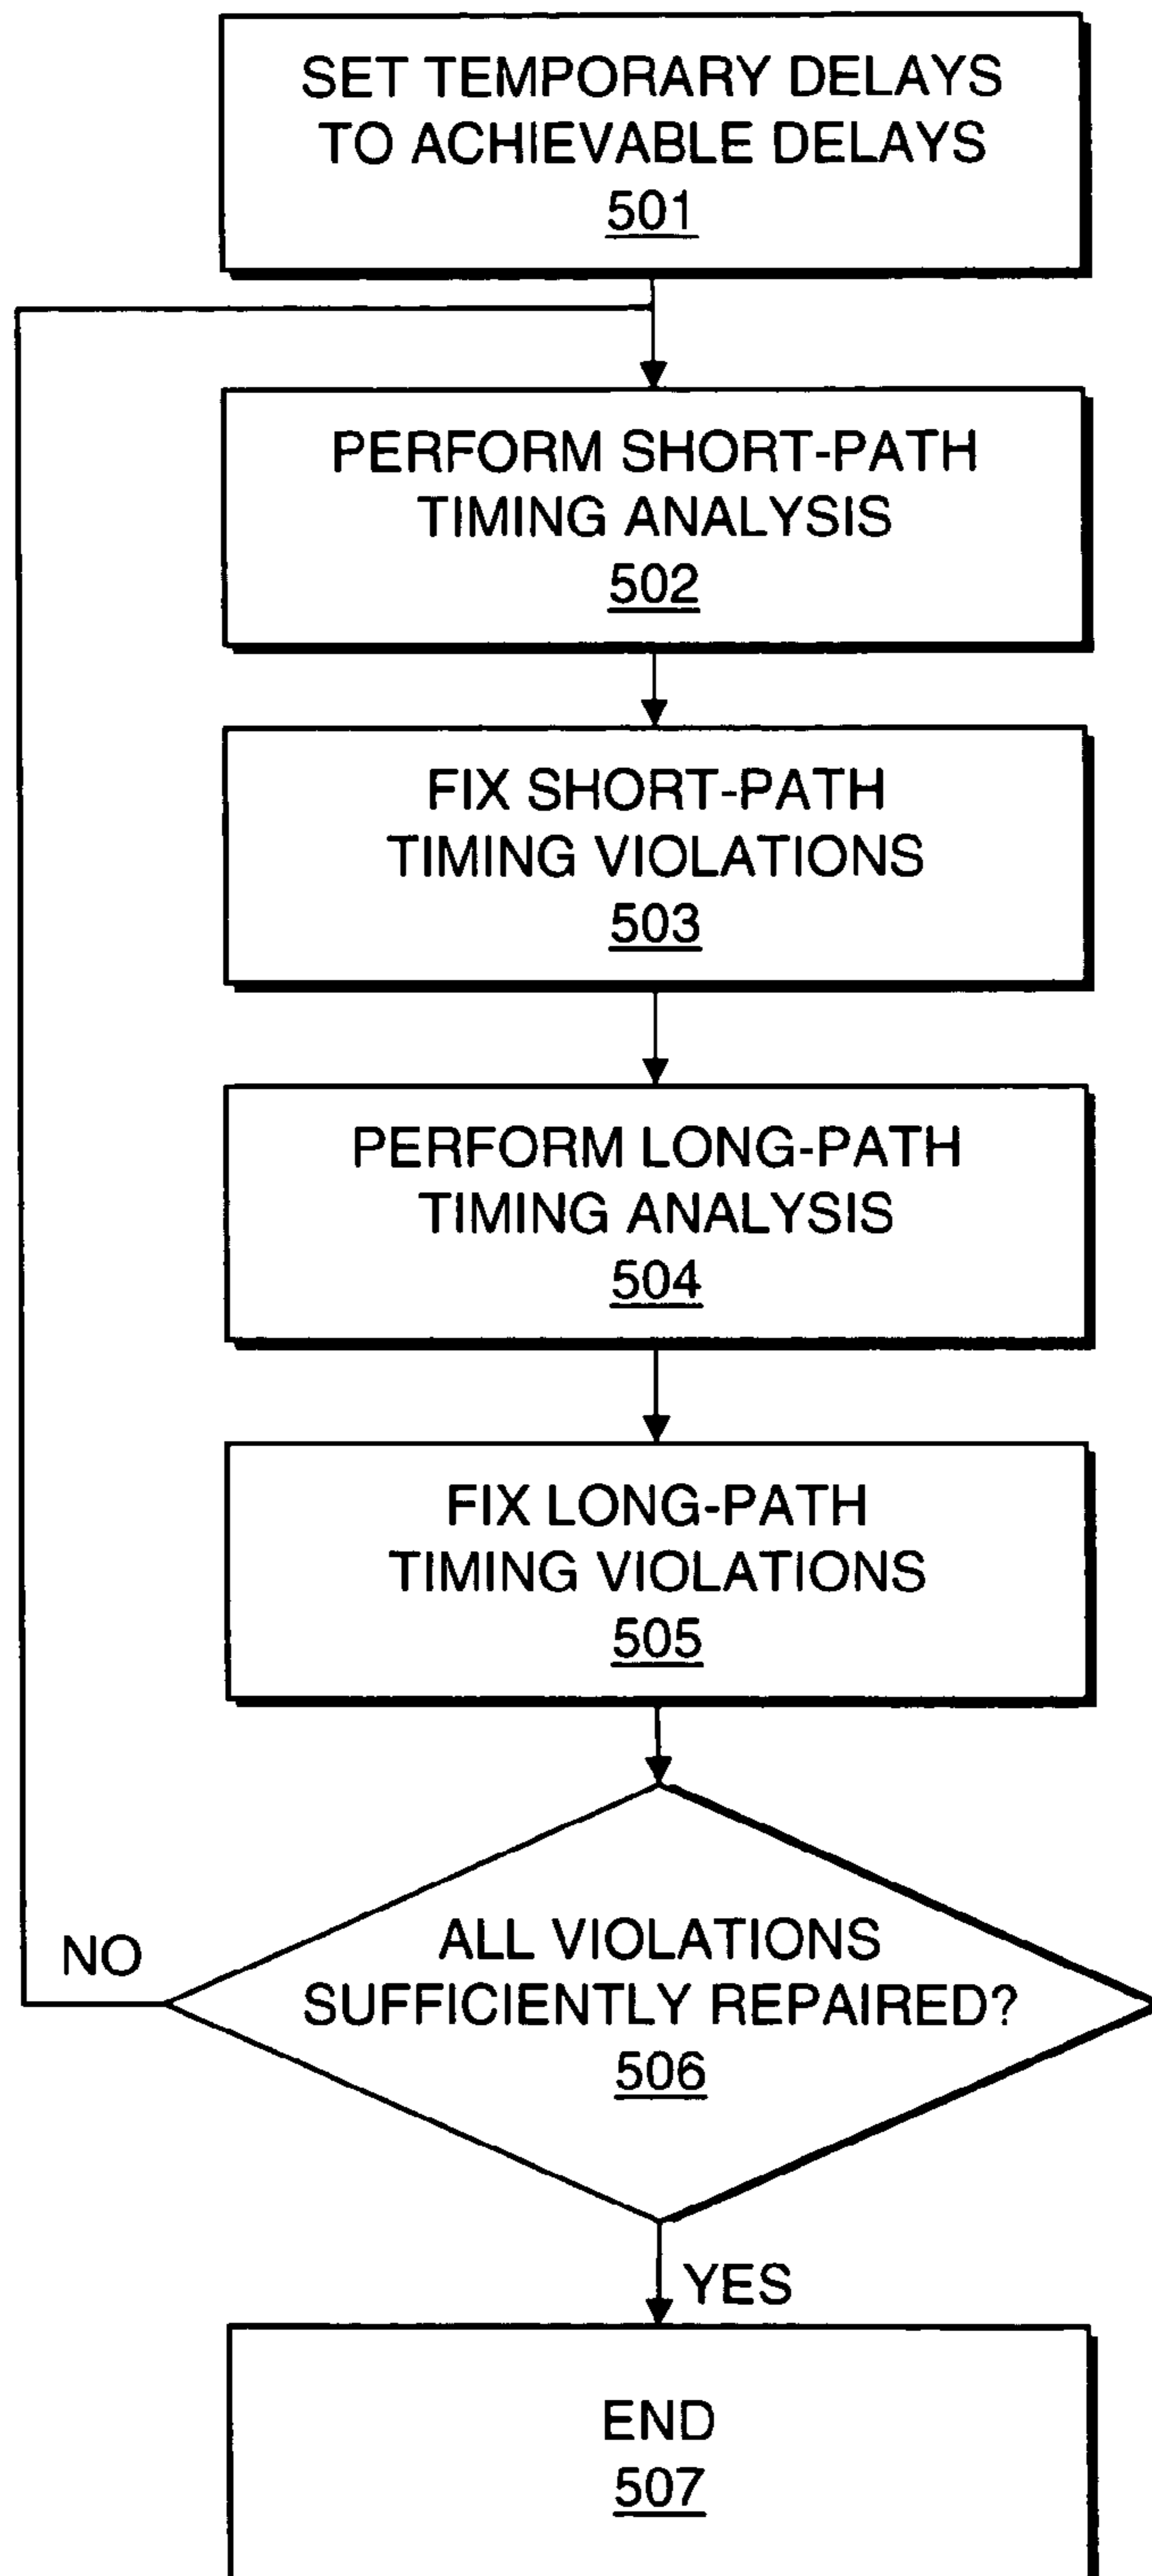 SET TEMPORARY DELAYS
TO ACHIEVABLE DELAYS
501
PERFORM SHORT-PATH
TIMING ANALYSIS
502
FIX SHORT-PATH
TIMING VIOLATIONS
503
PERFORM LONG-PATH
TIMING ANALYSIS
504
FIX LONG-PATH
TIMING VIOLATIONS
505
NO
ALL VIOLATIONS
SUFFICIENTLY REPAIRED?
506
YES
END
507